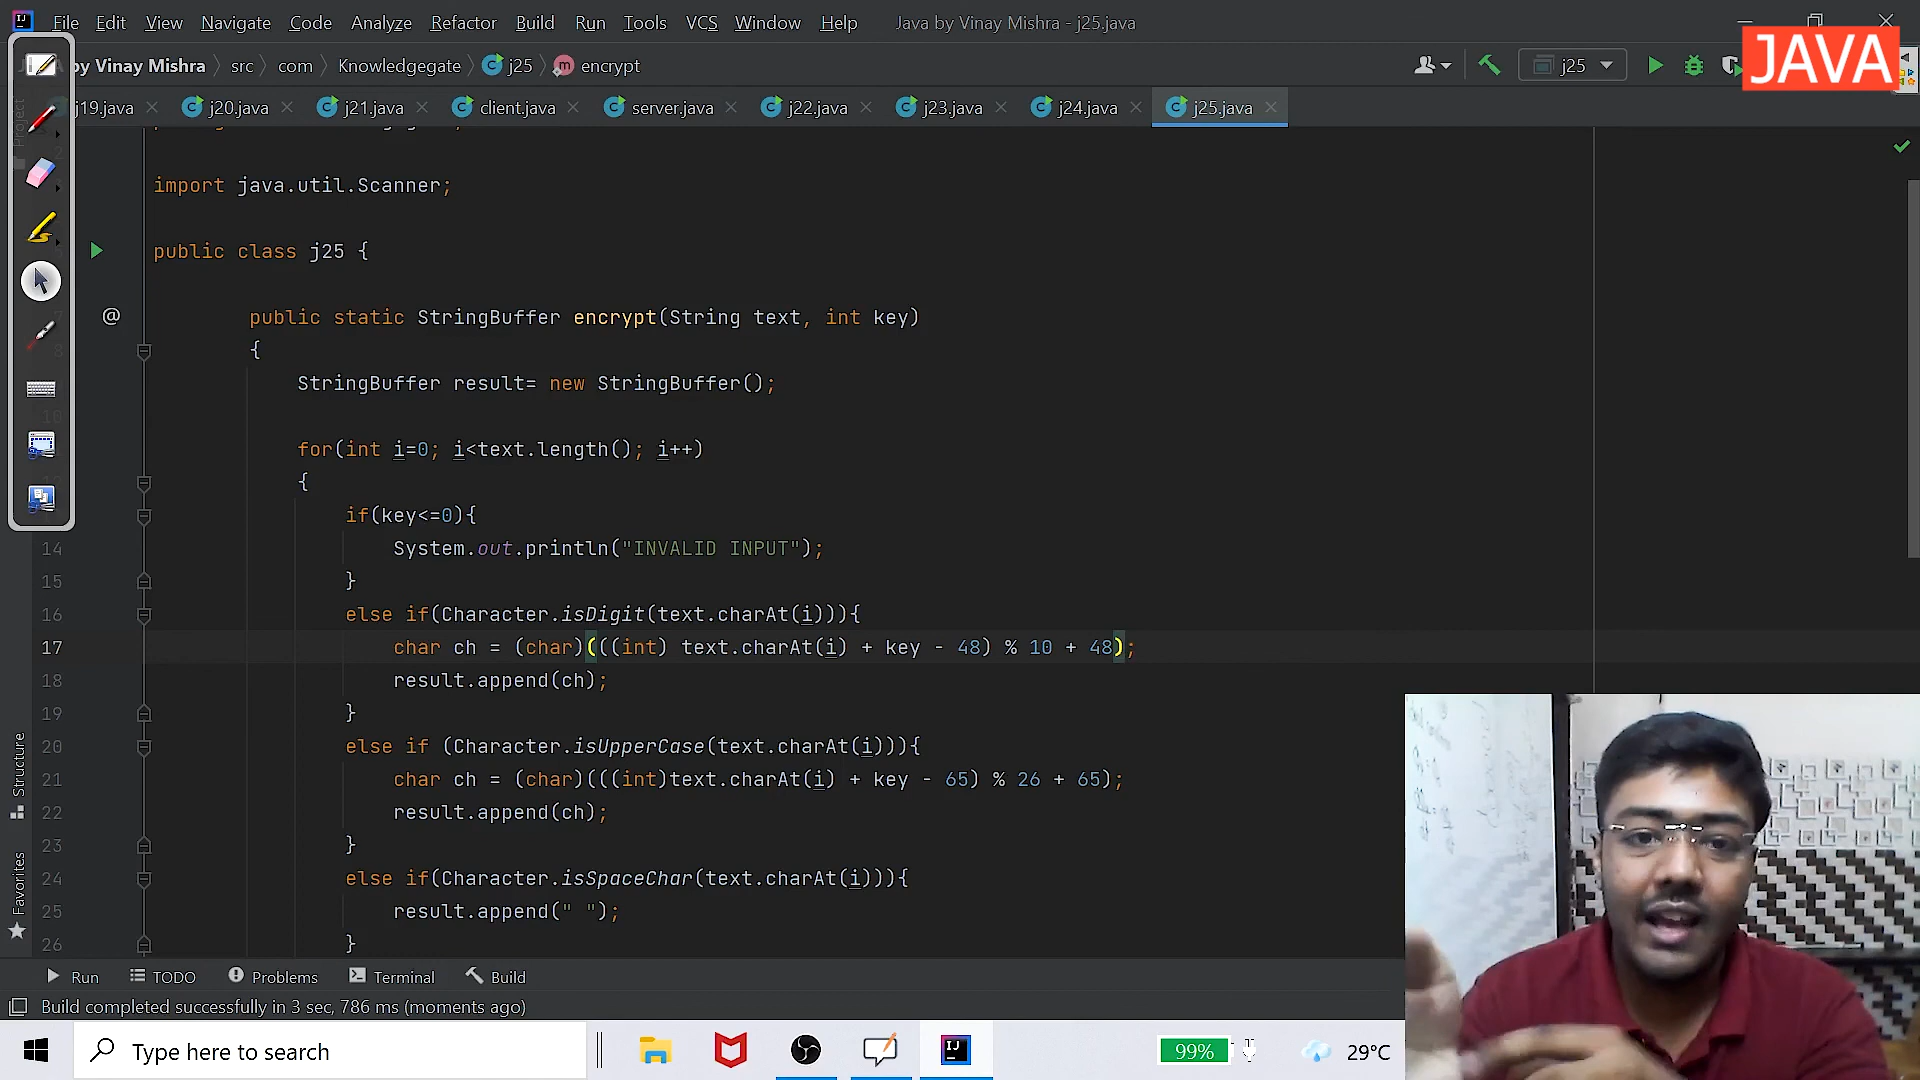 File Edit View Navigate Code Analyze Refactor Build Run Tools VCS Window Help Java by Vinay Mishra - j25.java
JAVA
by Vinay Mishra src com Knowledgegate j25 encrypt j25
j19.java j20.java j21.java client.java server.java j22.java j23.java j24.java j25.java
import java.util.Scanner;
public class j25 {
public static StringBuffer encrypt(String text, int key)
{
StringBuffer result= new StringBuffer();
for(int i=0; i<text.length(); i++)
{
if(key<=0){
14 System.out.println("INVALID INPUT");
15 }
16 else if(Character.isDigit(text.charAt(i))){
17 char ch = (char)(((int) text.charAt(i) + key - 48) % 10 + 48);
18 result.append(ch);
19 }
20 else if (Character.isUpperCase(text.charAt(i))){
21 char ch = (char)(((int)text.charAt(i) + key - 65) % 26 + 65);
22 result.append(ch);
23 }
24 else if(Character.isSpaceChar(text.charAt(i))){
25 result.append(" ");
26 }
Project
Structure
Favorites
Run TODO Problems Terminal Build
Build completed successfully in 3 sec, 786 ms (moments ago)
Type here to search 99% 29°C